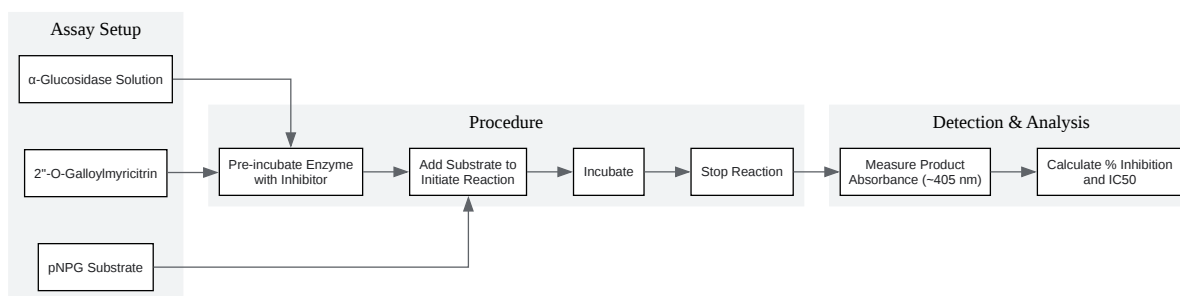 Assay Setup
α-Glucosidase Solution
2"-O-Galloylmyricitrin
pNPG Substrate
Procedure
Pre-incubate Enzyme
with Inhibitor
Add Substrate to
Initiate Reaction
Incubate
Stop Reaction
Detection & Analysis
Measure Product
Absorbance (~405 nm)
Calculate % Inhibition
and IC50